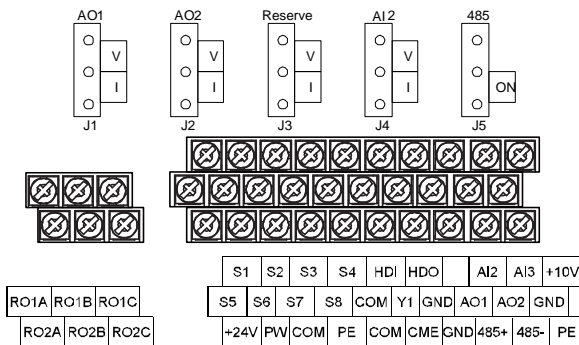 AO1 AO2 Reserve AI2 485
V V V V
I I I I ON
J1 J2 J3 J4 J5
S1 S2 S3 S4 HDI HDO AI2 AI3 +10V
RO1A RO1B RO1C S5 S6 S7 S8 COM Y1 GND AO1 AO2 GND
RO2A RO2B RO2C +24V PW COM PE COM CME GND 485+ 485- PE